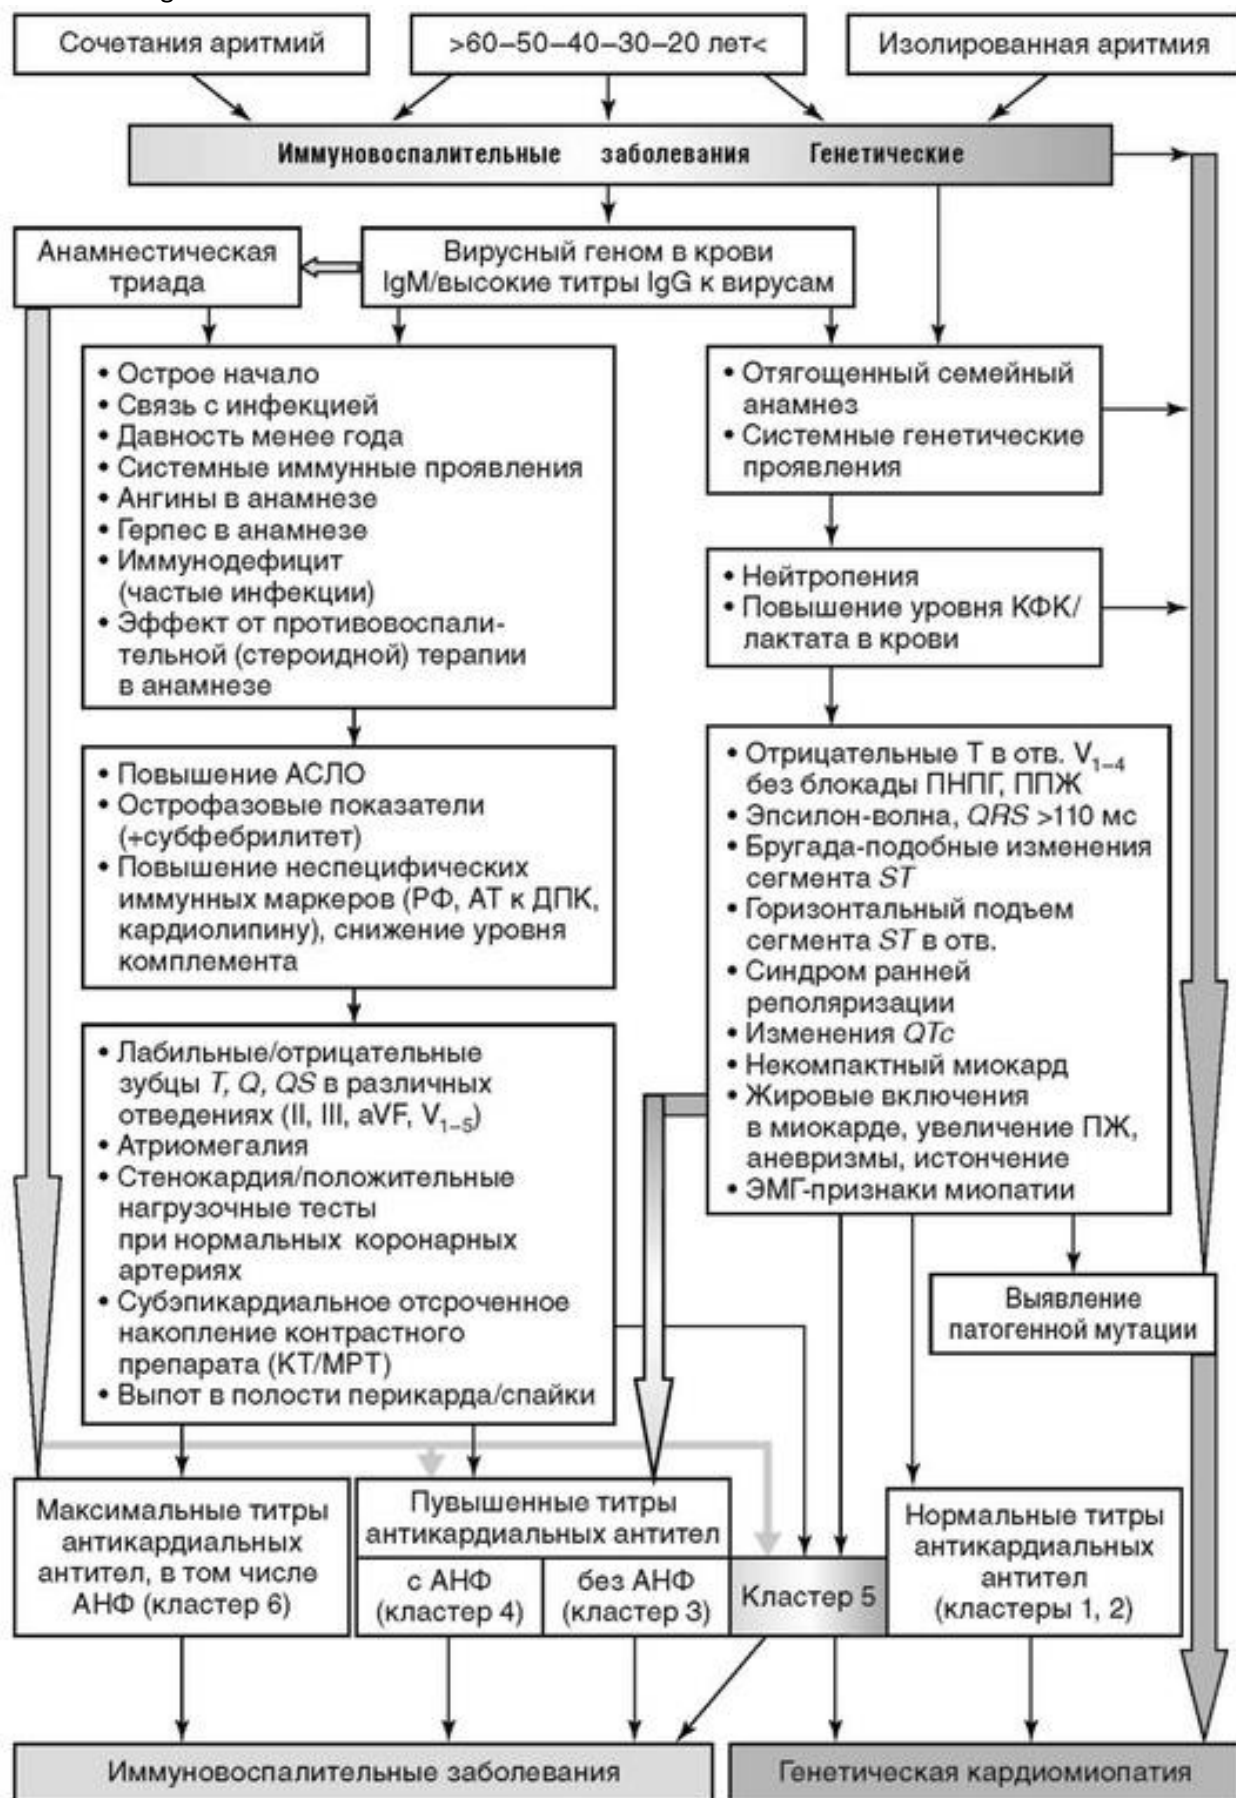 Сочетания аритмий
>60–50–40–30–20 лет<
Изолированная аритмия
Иммуновоспалительные заболевания Генетические
Анамнестическая
триада
Вирусный геном в крови
IgM/высокие титры IgG к вирусам
• Острое начало
• Связь с инфекцией
• Давность менее года
• Системные иммунные проявления
• Ангины в анамнезе
• Герпес в анамнезе
• Иммунодефицит
(частые инфекции)
• Эффект от противовоспали-
тельной (стероидной) терапии
в анамнезе
• Отягощенный семейный
анамнез
• Системные генетические
проявления
• Нейтропения
• Повышение уровня КФК/
лактата в крови
• Повышение АСЛО
• Острофазовые показатели
(+субфебрилитет)
• Повышение неспецифических
иммунных маркеров (РФ, АТ к ДПК,
кардиолипину), снижение уровня
комплемента
• Отрицательные Т в отв. V1–4
без блокады ПНПГ, ППЖ
• Эпсилон-волна, QRS >110 мс
• Бругада-подобные изменения
сегмента ST
• Горизонтальный подъем
сегмента ST в отв.
• Синдром ранней
реполяризации
• Изменения QTc
• Некомпактный миокард
• Жировые включения
в миокарде, увеличение ПЖ,
аневризмы, истончение
• ЭМГ-признаки миопатии
• Лабильные/отрицательные
зубцы T, Q, QS в различных
отведениях (II, III, aVF, V1–5)
• Атриомегалия
• Стенокардия/положительные
нагрузочные тесты
при нормальных коронарных
артериях
• Субэпикардиальное отсроченное
накопление контрастного
препарата (КТ/МРТ)
• Выпот в полости перикарда/спайки
Выявление
патогенной мутации
Максимальные титры
антикардиальных
антител, в том числе
АНФ (кластер 6)
Пувышенные титры
антикардиальных антител
с АНФ
(кластер 4)
без АНФ
(кластер 3)
Кластер 5
Нормальные титры
антикардиальных
антител
(кластеры 1, 2)
Иммуновоспалительные заболевания
Генетическая кардиомиопатия